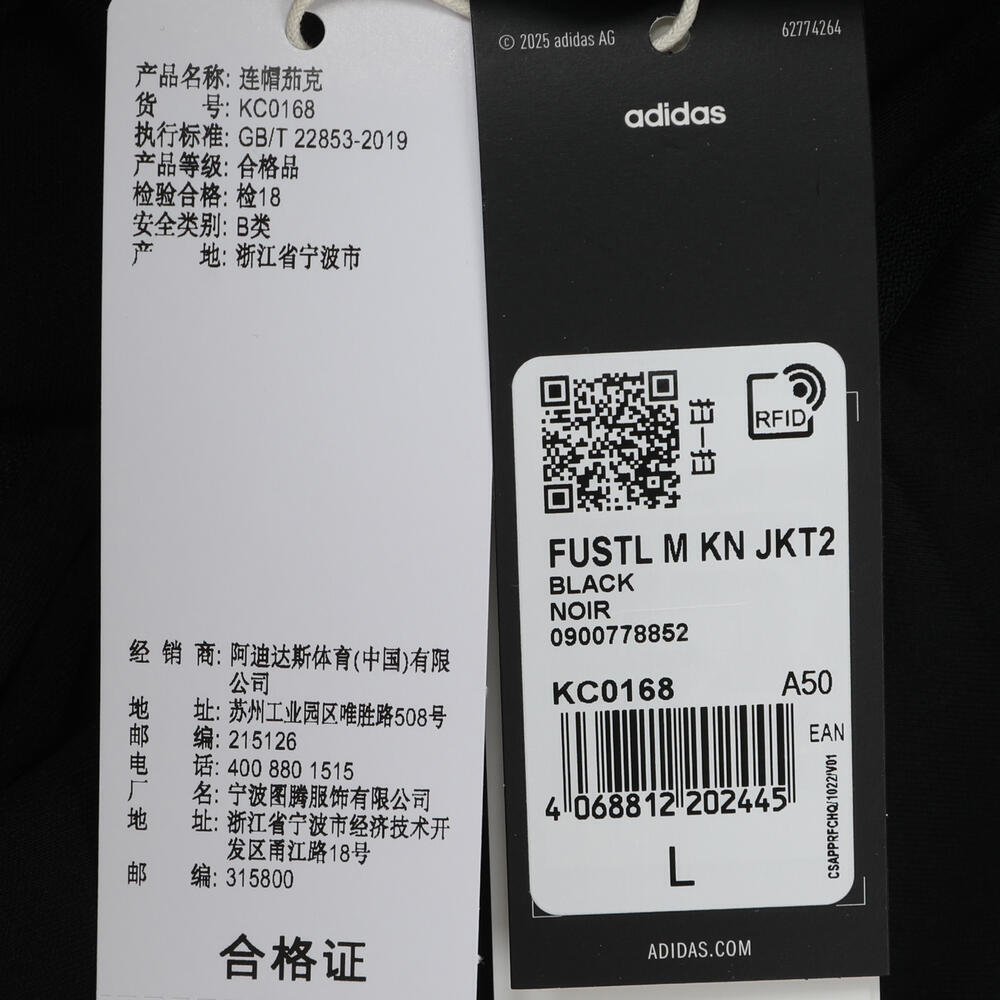 产品名称: 连帽茄克
货 号: KC0168
执行标准: GB/T 22853-2019
产品等级: 合格品
检验合格: 检18
安全类别: B类
产 地: 浙江省宁波市
经 销 商: 阿迪达斯体育(中国)有限
公司
地 址: 苏州工业园区唯胜路508号
邮 编: 215126
电 话: 400 880 1515
厂 名: 宁波图腾服饰有限公司
地 址: 浙江省宁波市经济技术开
发区甬江路18号
邮 编: 315800
合格证
© 2025 adidas AG
62774264
adidas
扫一扫
RFID
FUSTL M KN JKT2
BLACK
NOIR
0900778852
KC0168
A50
EAN
4 068812 202445
CSAPPRFCHQ/1022/V01
L
ADIDAS.COM